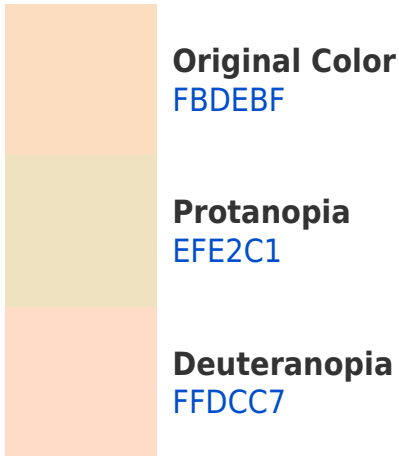 Original Color
FBDEBF
Protanopia
EFE2C1
Deuteranopia
FFDCC7